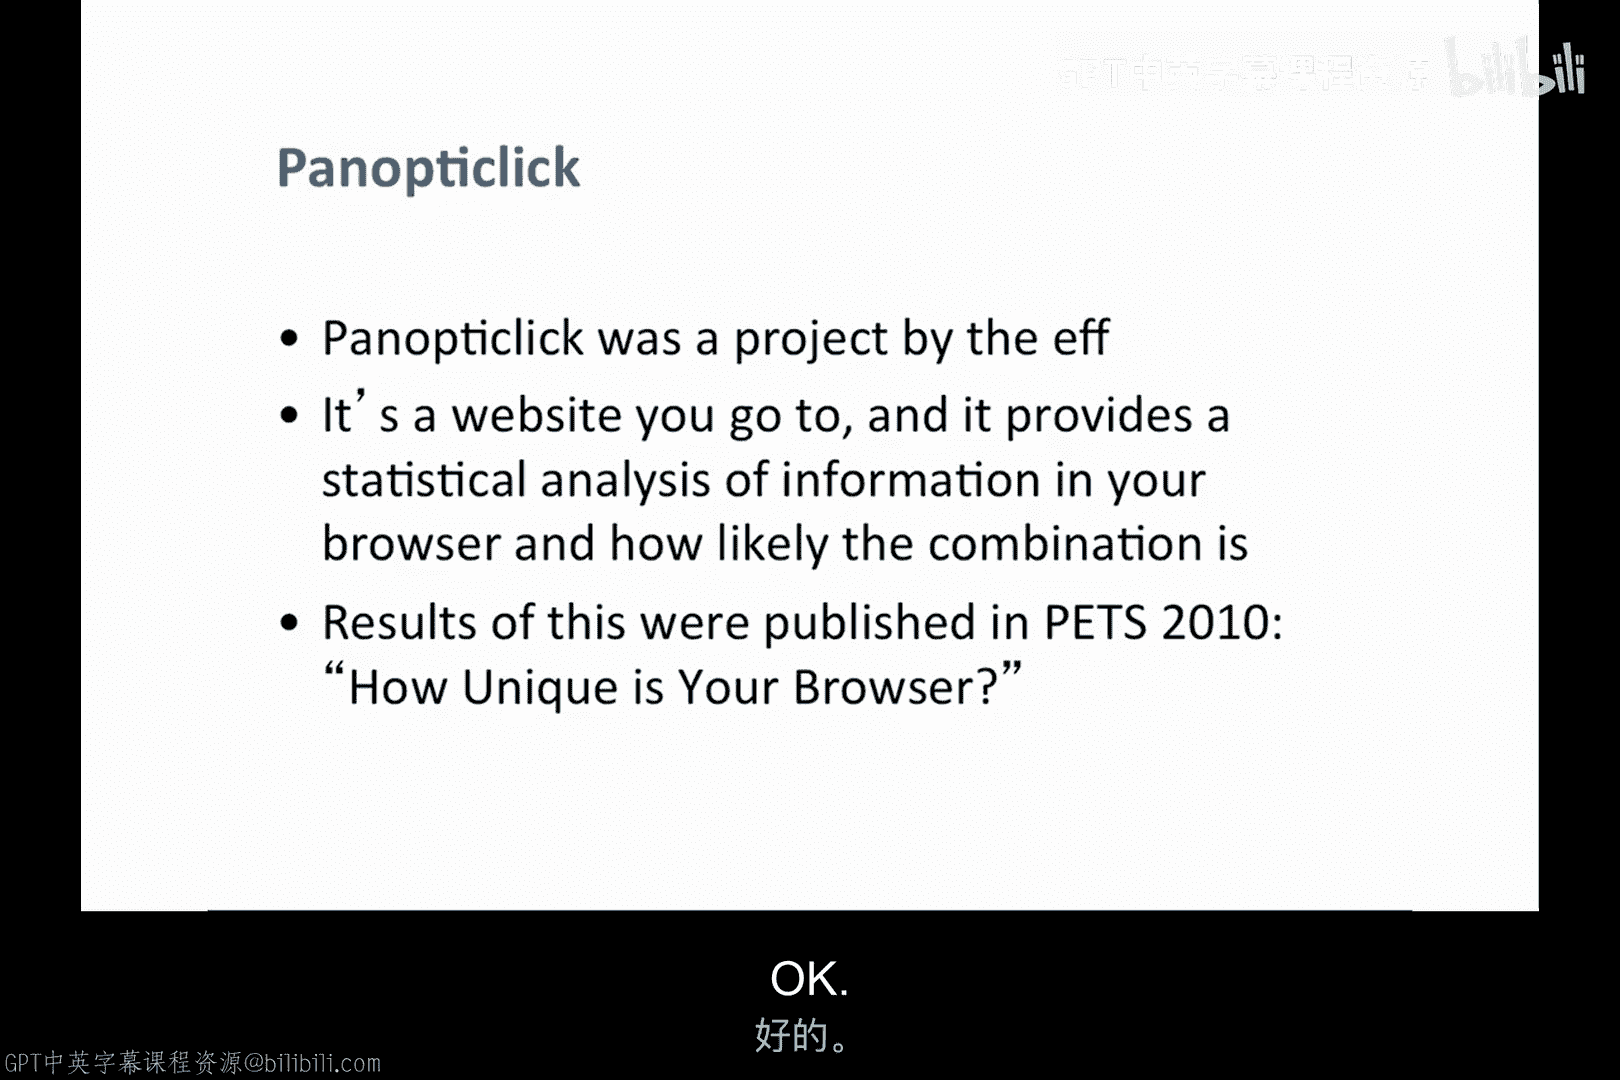 bilibili
Panopticlick
• Panopticlick was a project by the eff
• It’s a website you go to, and it provides a
statistical analysis of information in your
browser and how likely the combination is
• Results of this were published in PETS 2010:
“How Unique is Your Browser?”
OK.
好的。
GPT中英字幕课程资源@bilibili.com